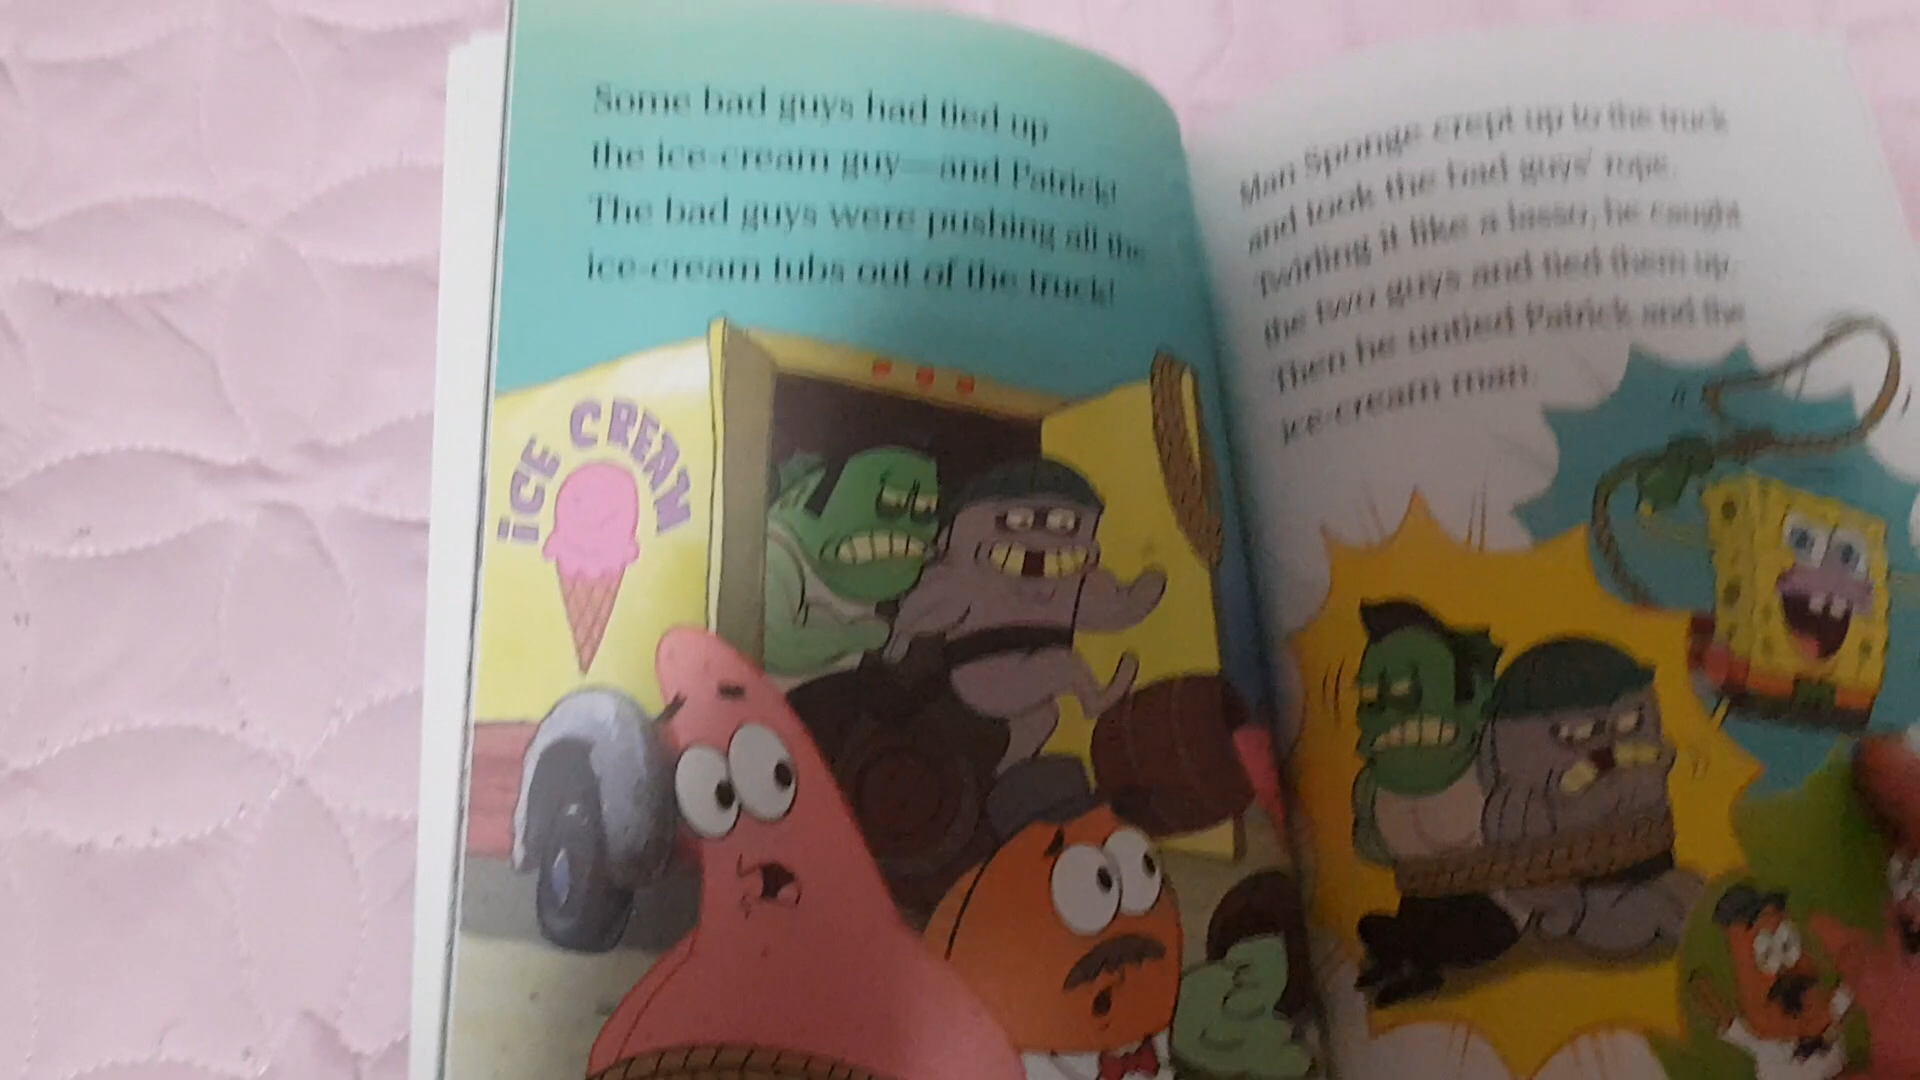 Some bad guys had tied up
the ice-cream guy—and Patrick!
The bad guys were pushing all the
ice-cream tubs out of the truck!
ICE CREAM
Man Sponge crept up to the truck
and took the bad guys' rope.
Twirling it like a lasso, he caught
the two guys and tied them up.
Then he untied Patrick and the
ice-cream man.